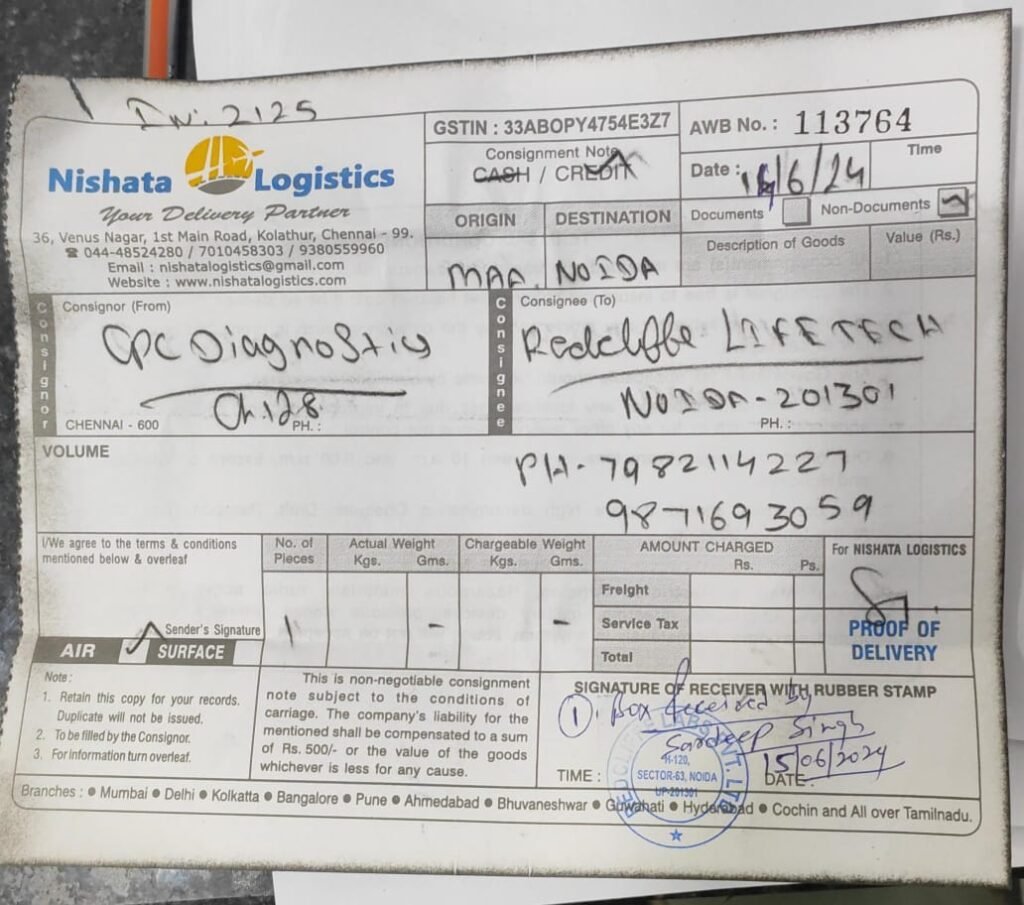 Inv: 2125
Nishata Logistics
Your Delivery Partner
36, Venus Nagar, 1st Main Road, Kolathur, Chennai - 99.
☎ 044-48524280 / 7010458303 / 9380559960
Email : nishatalogistics@gmail.com
Website : www.nishatalogistics.com
GSTIN : 33ABOPY4754E3Z7
Consignment Note
CASH / CREDIT
ORIGIN DESTINATION
MAA. NOIDA
AWB No. : 113764
Date : 14/6/24 Time
Documents Non-Documents
Description of Goods Value (Rs.)
Consignor
Consignor (From)
CPC Diagnostics
Ch.128
CHENNAI - 600 PH. :
Consignee
Consignee (To)
Redcliffe LIFETECH
NOIDA-201301
PH. :
VOLUME
PH-7982114227
9871693059
I/We agree to the terms & conditions
mentioned below & overleaf
Sender's Signature
AIR SURFACE
No. of
Pieces
1
Actual Weight
Kgs. Gms.
-
Chargeable Weight
Kgs. Gms.
-
AMOUNT CHARGED
Rs. Ps.
Freight
Service Tax
Total
For NISHATA LOGISTICS
PROOF OF
DELIVERY
Note :
1. Retain this copy for your records.
Duplicate will not be issued.
2. To be filled by the Consignor.
3. For information turn overleaf.
This is non-negotiable consignment
note subject to the conditions of
carriage. The company's liability for the
mentioned shall be compensated to a sum
of Rs. 500/- or the value of the goods
whichever is less for any cause.
SIGNATURE OF RECEIVER WITH RUBBER STAMP
1. Box Received by
Sardeep Singh
15/06/2024
TIME : DATE :
LABS PVT. LTD
H-120,
SECTOR-63, NOIDA
UP-201301
Branches : ● Mumbai ● Delhi ● Kolkatta ● Bangalore ● Pune ● Ahmedabad ● Bhuvaneshwar ● Guwahati ● Hyderabad ● Cochin and All over Tamilnadu.